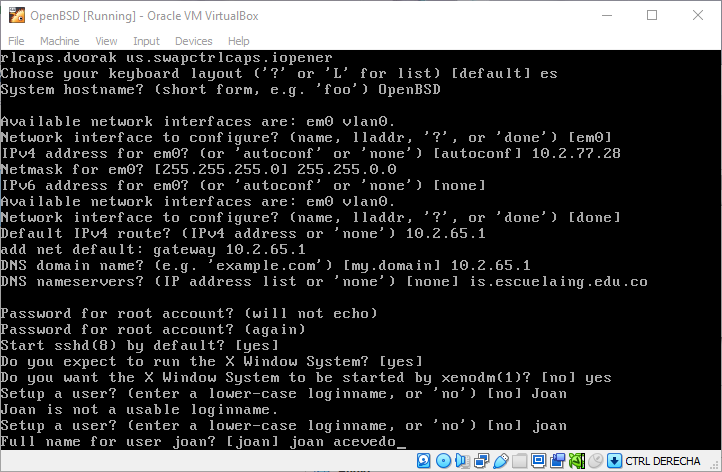 OpenBSD [Running] - Oracle VM VirtualBox
File Machine View Input Devices Help
rlcaps.dvorak us.swapctrlcaps.iopener
Choose your keyboard layout ('?' or 'L' for list) [default] es
System hostname? (short form, e.g. 'foo') OpenBSD
Available network interfaces are: em0 vlan0.
Network interface to configure? (name, lladdr, '?', or 'done') [em0]
IPv4 address for em0? (or 'autoconf' or 'none') [autoconf] 10.2.77.28
Netmask for em0? [255.255.255.0] 255.255.0.0
IPv6 address for em0? (or 'autoconf' or 'none') [none]
Available network interfaces are: em0 vlan0.
Network interface to configure? (name, lladdr, '?', or 'done') [done]
Default IPv4 route? (IPv4 address or 'none') 10.2.65.1
add net default: gateway 10.2.65.1
DNS domain name? (e.g. 'example.com') [my.domain] 10.2.65.1
DNS nameservers? (IP address list or 'none') [none] is.escuelaing.edu.co
Password for root account? (will not echo)
Password for root account? (again)
Start sshd(8) by default? [yes]
Do you expect to run the X Window System? [yes]
Do you want the X Window System to be started by xenodm(1)? [no] yes
Setup a user? (enter a lower-case loginname, or 'no') [no] Joan
Joan is not a usable loginname.
Setup a user? (enter a lower-case loginname, or 'no') [no] joan
Full name for user joan? [joan] joan acevedo_
CTRL DERECHA